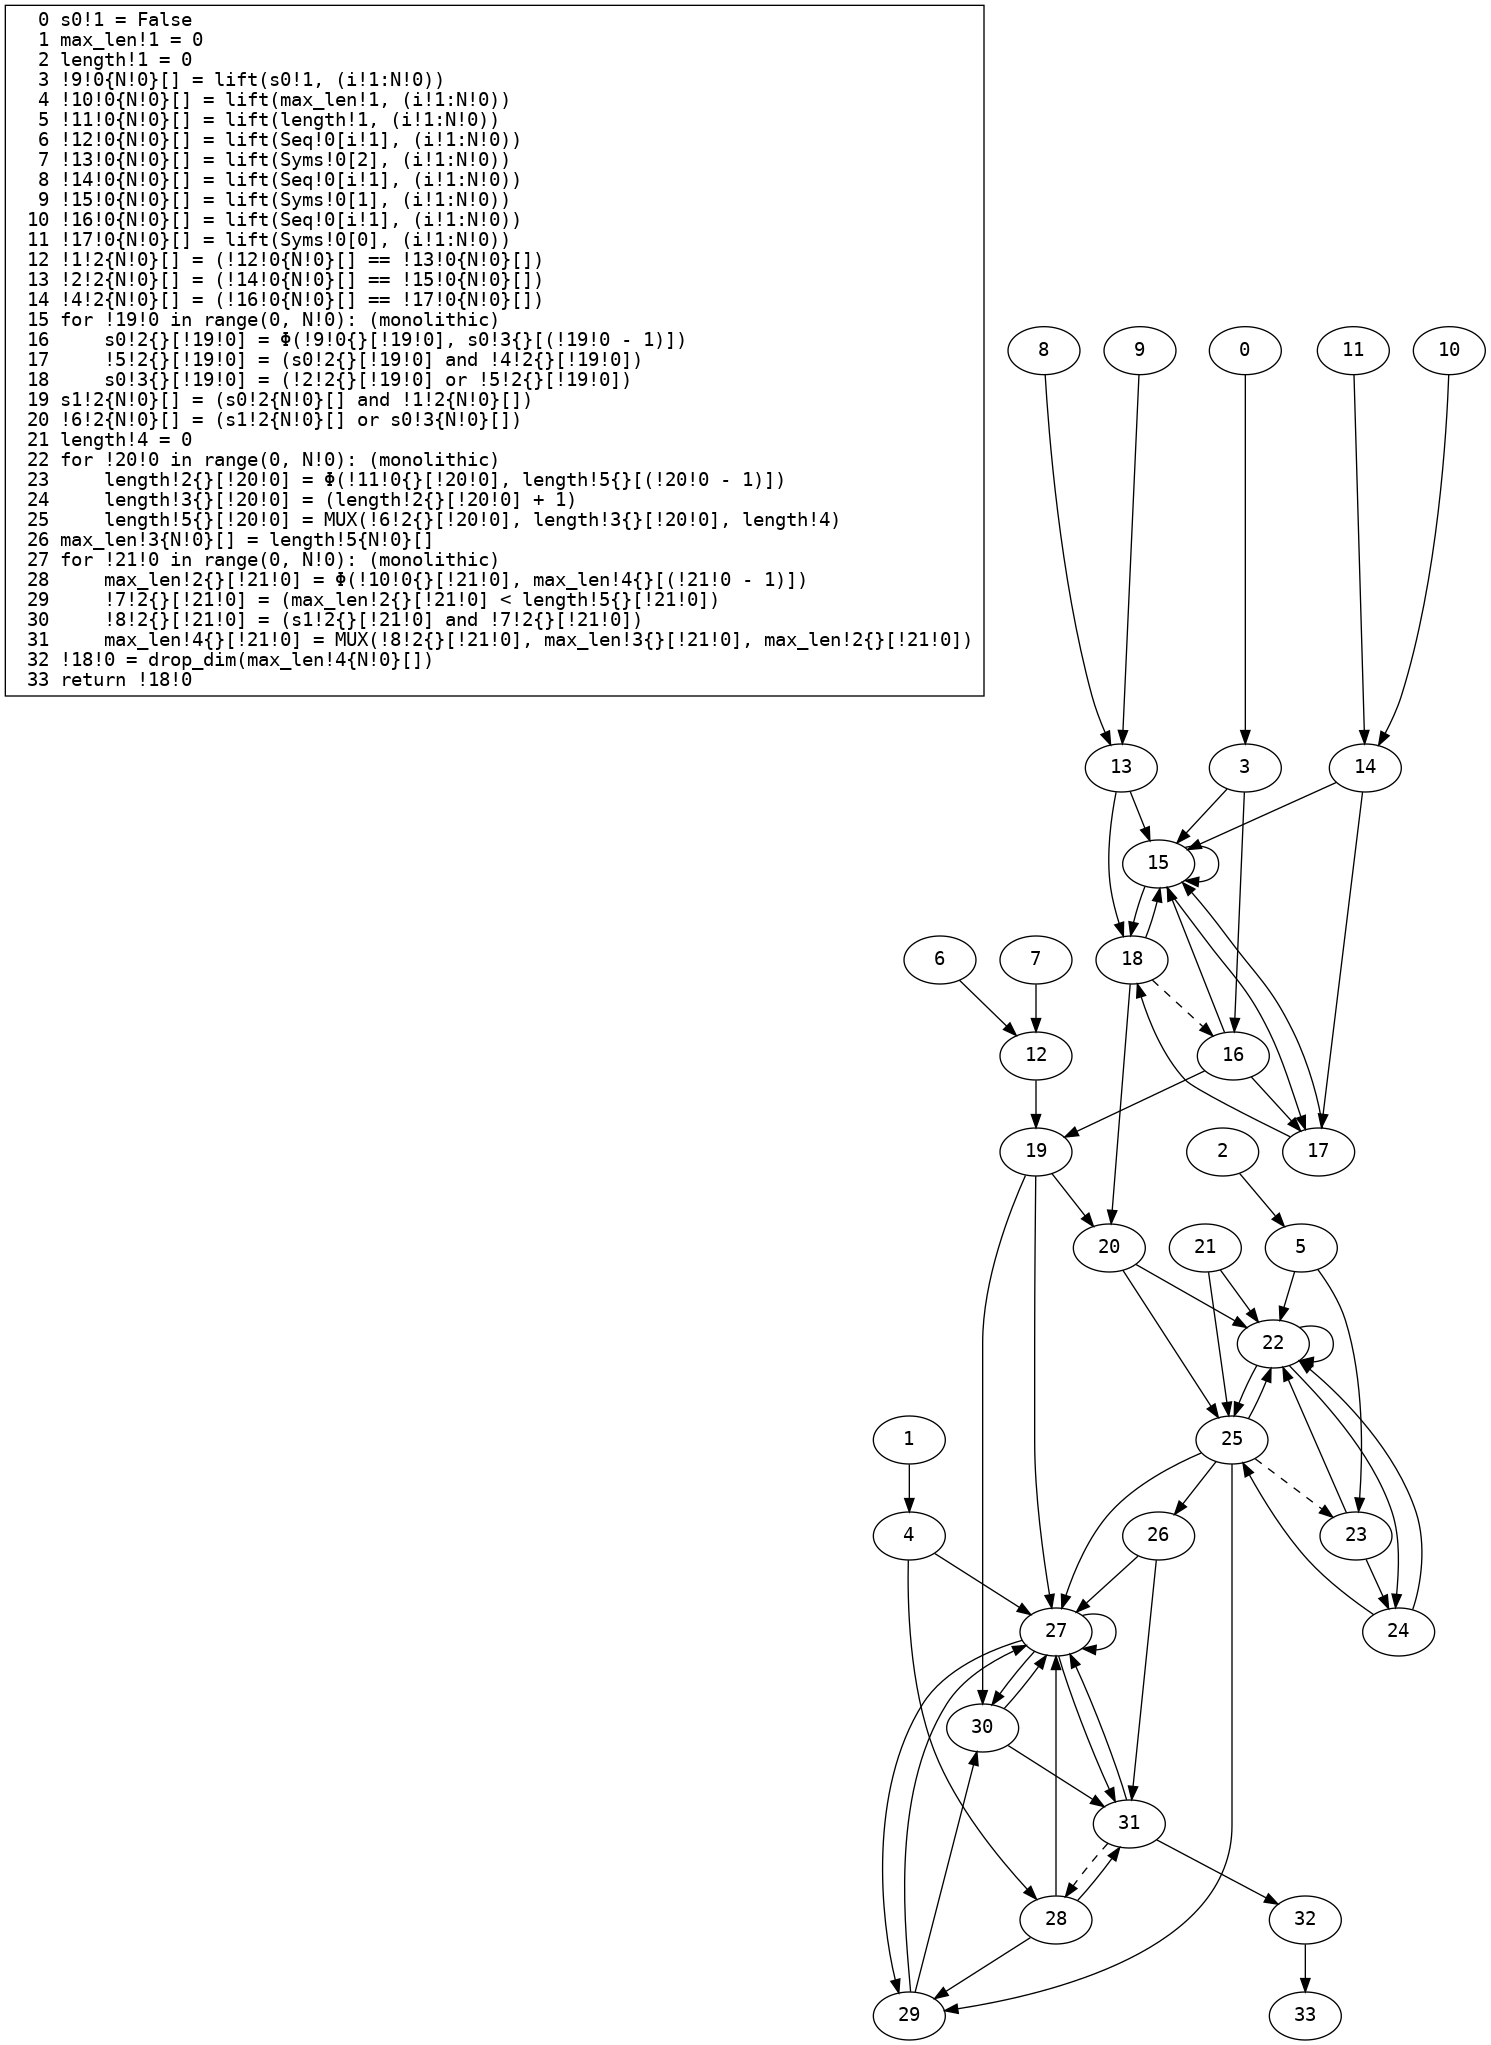 0 s0!1 = False
1 max_len!1 = 0
2 length!1 = 0
3 !9!0{N!0}[] = lift(s0!1, (i!1:N!0))
4 !10!0{N!0}[] = lift(max_len!1, (i!1:N!0))
5 !11!0{N!0}[] = lift(length!1, (i!1:N!0))
6 !12!0{N!0}[] = lift(Seq!0[i!1], (i!1:N!0))
7 !13!0{N!0}[] = lift(Syms!0[2], (i!1:N!0))
8 !14!0{N!0}[] = lift(Seq!0[i!1], (i!1:N!0))
9 !15!0{N!0}[] = lift(Syms!0[1], (i!1:N!0))
10 !16!0{N!0}[] = lift(Seq!0[i!1], (i!1:N!0))
11 !17!0{N!0}[] = lift(Syms!0[0], (i!1:N!0))
12 !1!2{N!0}[] = (!12!0{N!0}[] == !13!0{N!0}[])
13 !2!2{N!0}[] = (!14!0{N!0}[] == !15!0{N!0}[])
14 !4!2{N!0}[] = (!16!0{N!0}[] == !17!0{N!0}[])
15 for !19!0 in range(0, N!0): (monolithic)
16     s0!2{}[!19!0] = Φ(!9!0{}[!19!0], s0!3{}[(!19!0 - 1)])
17     !5!2{}[!19!0] = (s0!2{}[!19!0] and !4!2{}[!19!0])
18     s0!3{}[!19!0] = (!2!2{}[!19!0] or !5!2{}[!19!0])
19 s1!2{N!0}[] = (s0!2{N!0}[] and !1!2{N!0}[])
20 !6!2{N!0}[] = (s1!2{N!0}[] or s0!3{N!0}[])
21 length!4 = 0
22 for !20!0 in range(0, N!0): (monolithic)
23     length!2{}[!20!0] = Φ(!11!0{}[!20!0], length!5{}[(!20!0 - 1)])
24     length!3{}[!20!0] = (length!2{}[!20!0] + 1)
25     length!5{}[!20!0] = MUX(!6!2{}[!20!0], length!3{}[!20!0], length!4)
26 max_len!3{N!0}[] = length!5{N!0}[]
27 for !21!0 in range(0, N!0): (monolithic)
28     max_len!2{}[!21!0] = Φ(!10!0{}[!21!0], max_len!4{}[(!21!0 - 1)])
29     !7!2{}[!21!0] = (max_len!2{}[!21!0] < length!5{}[!21!0])
30     !8!2{}[!21!0] = (s1!2{}[!21!0] and !7!2{}[!21!0])
31     max_len!4{}[!21!0] = MUX(!8!2{}[!21!0], max_len!3{}[!21!0], max_len!2{}[!21!0])
32 !18!0 = drop_dim(max_len!4{N!0}[])
33 return !18!0
8 9 0 11 10
13 3 14
15
6 7 18
12 16
19 2 17
20 21 5
22
1 25
4 26 23
27 24
30
31
28 32
29 33